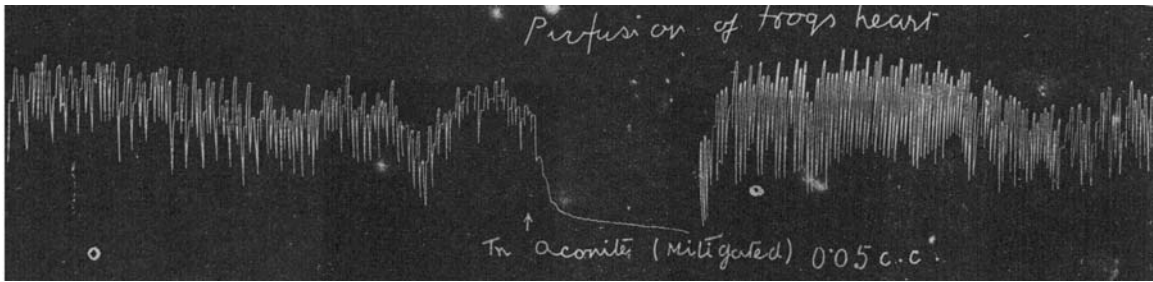 Perfusion of frogs heart
Tn Aconite (Mitigated) 0.05 c.c.